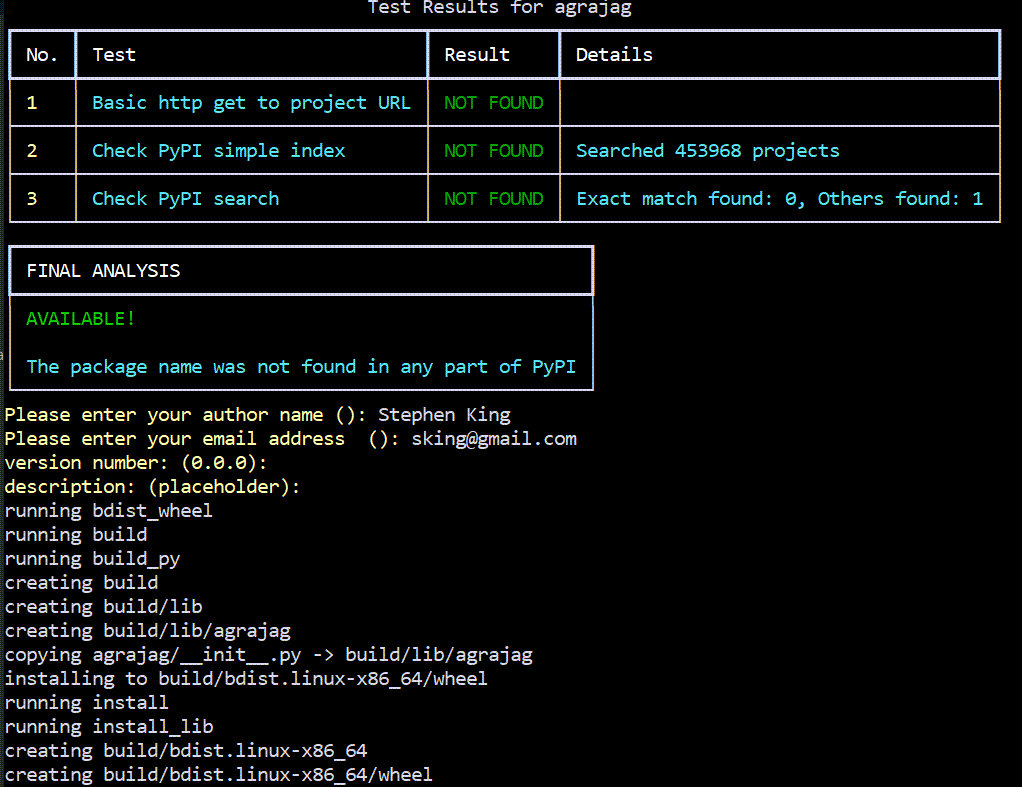 Test Results for agrajag
No. Test Result Details
1 Basic http get to project URL NOT FOUND
2 Check PyPI simple index NOT FOUND Searched 453968 projects
3 Check PyPI search NOT FOUND Exact match found: 0, Others found: 1
FINAL ANALYSIS
AVAILABLE!
The package name was not found in any part of PyPI
Please enter your author name (): Stephen King
Please enter your email address  (): sking@gmail.com
version number: (0.0.0):
description: (placeholder):
running bdist_wheel
running build
running build_py
creating build
creating build/lib
creating build/lib/agrajag
copying agrajag/__init__.py -> build/lib/agrajag
installing to build/bdist.linux-x86_64/wheel
running install
running install_lib
creating build/bdist.linux-x86_64
creating build/bdist.linux-x86_64/wheel